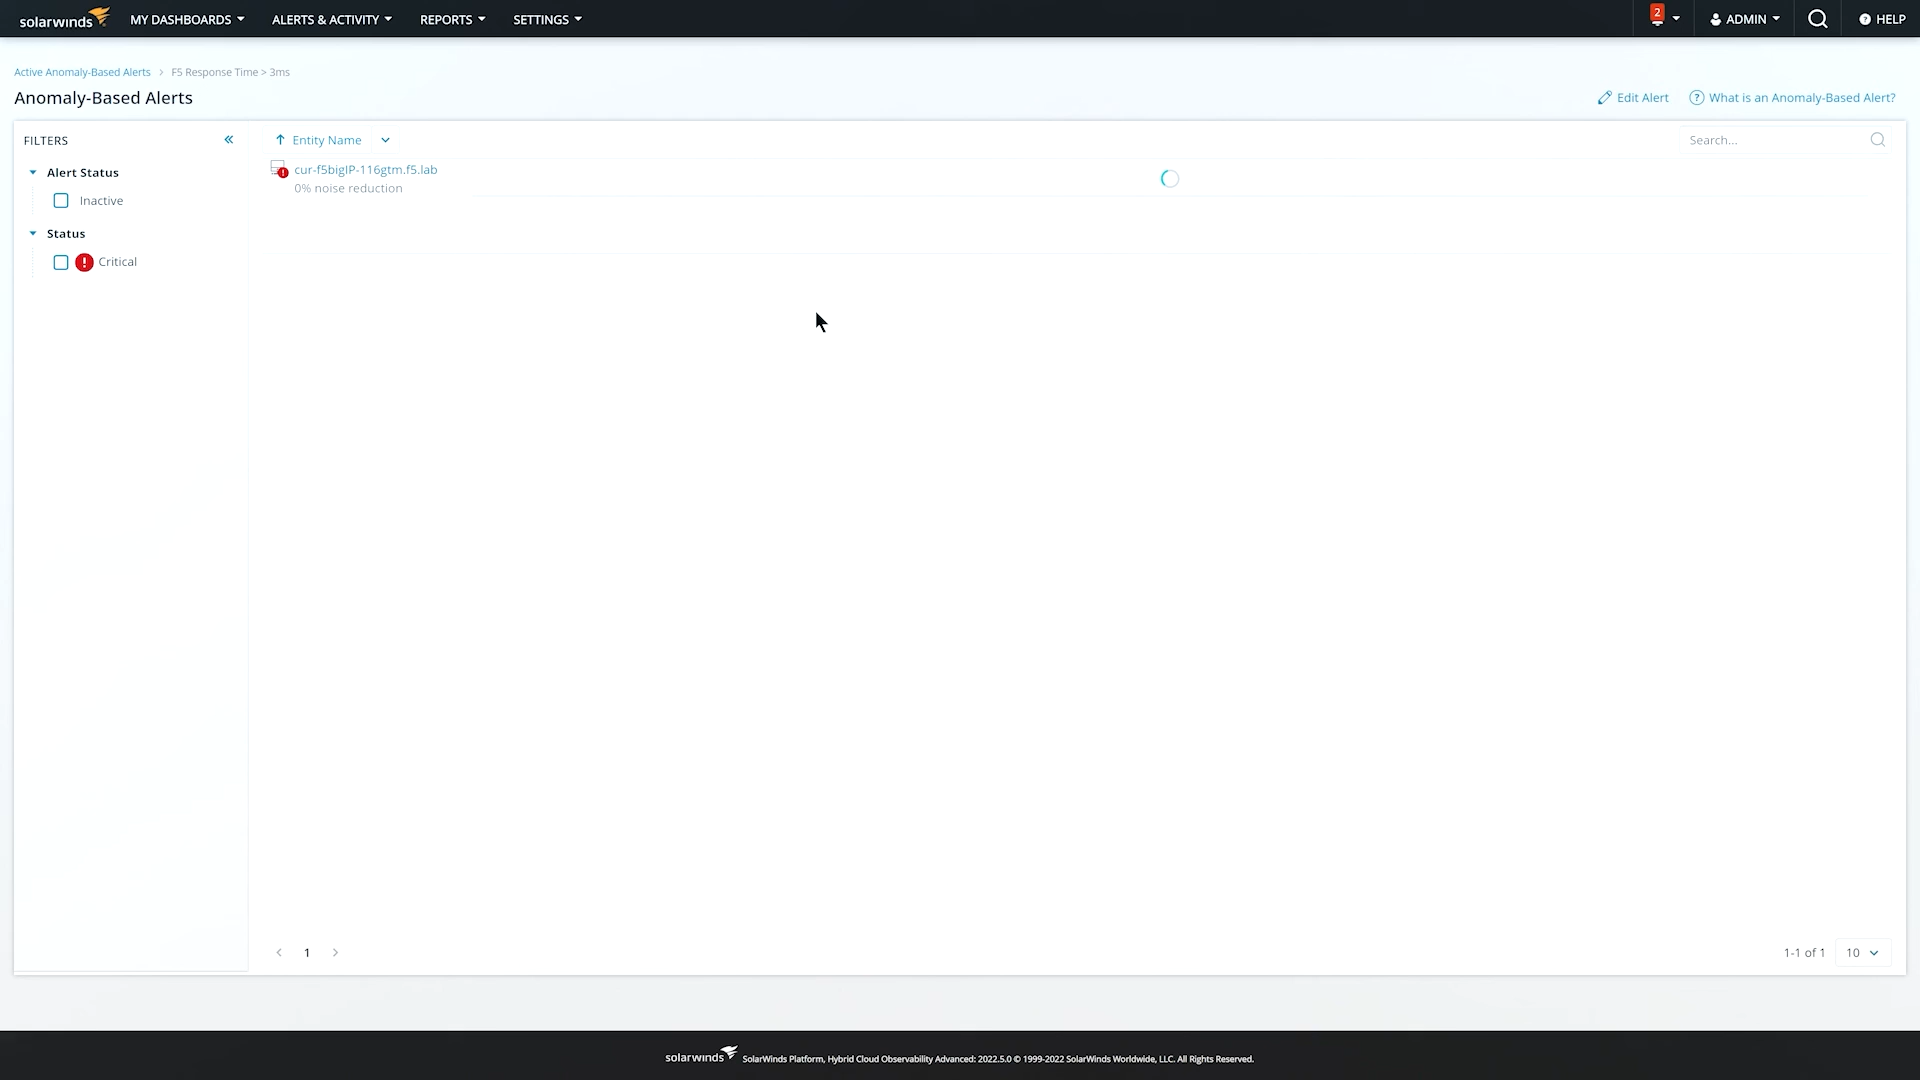 solarwinds MY DASHBOARDS ALERTS & ACTIVITY REPORTS SETTINGS 2 ADMIN ? HELP
Active Anomaly-Based Alerts > F5 Response Time > 3ms
Anomaly-Based Alerts
Edit Alert ? What is an Anomaly-Based Alert?
FILTERS
Alert Status
Inactive
Status
! Critical
Entity Name
Search...
cur-f5bigIP-116gtm.f5.lab
0% noise reduction
1
1-1 of 1 10
solarwinds SolarWinds Platform, Hybrid Cloud Observability Advanced: 2022.5.0 © 1999-2022 SolarWinds Worldwide, LLC. All Rights Reserved.